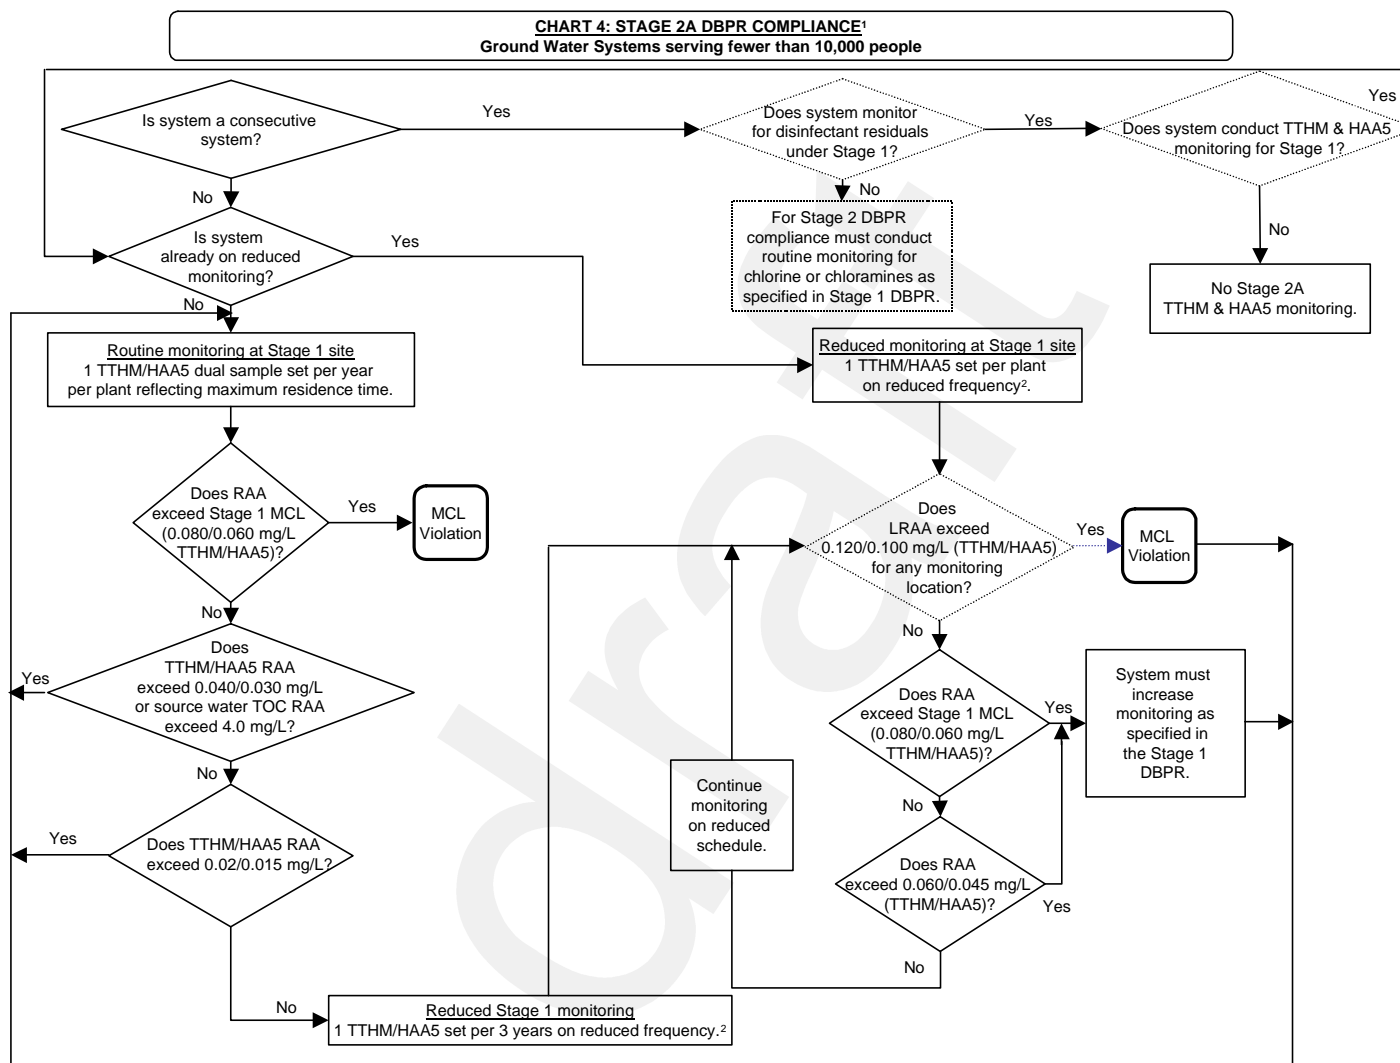 CHART 4: STAGE 2A DBPR COMPLIANCE¹
Ground Water Systems serving fewer than 10,000 people
Is system a consecutive
system?
Yes
Does system monitor
for disinfectant residuals
under Stage 1?
Yes
Does system conduct TTHM & HAA5
monitoring for Stage 1?
Yes
No
No
No
Is system
already on reduced
monitoring?
Yes
For Stage 2 DBPR
compliance must conduct
routine monitoring for
chlorine or chloramines as
specified in Stage 1 DBPR.
No Stage 2A
TTHM & HAA5 monitoring.
No
Routine monitoring at Stage 1 site
1 TTHM/HAA5 dual sample set per year
per plant reflecting maximum residence time.
Reduced monitoring at Stage 1 site
1 TTHM/HAA5 set per plant
on reduced frequency².
Does RAA
exceed Stage 1 MCL
(0.080/0.060 mg/L
TTHM/HAA5)?
Yes
MCL
Violation
Does
LRAA exceed
0.120/0.100 mg/L (TTHM/HAA5)
for any monitoring
location?
Yes
MCL
Violation
No
No
Does
TTHM/HAA5 RAA
exceed 0.040/0.030 mg/L
or source water TOC RAA
exceed 4.0 mg/L?
Yes
Does RAA
exceed Stage 1 MCL
(0.080/0.060 mg/L
TTHM/HAA5)?
Yes
System must
increase
monitoring as
specified in
the Stage 1
DBPR.
No
Continue
monitoring
on reduced
schedule.
No
Does TTHM/HAA5 RAA
exceed 0.02/0.015 mg/L?
Yes
Does RAA
exceed 0.060/0.045 mg/L
(TTHM/HAA5)?
Yes
No
No
Reduced Stage 1 monitoring
1 TTHM/HAA5 set per 3 years on reduced frequency.²
draft